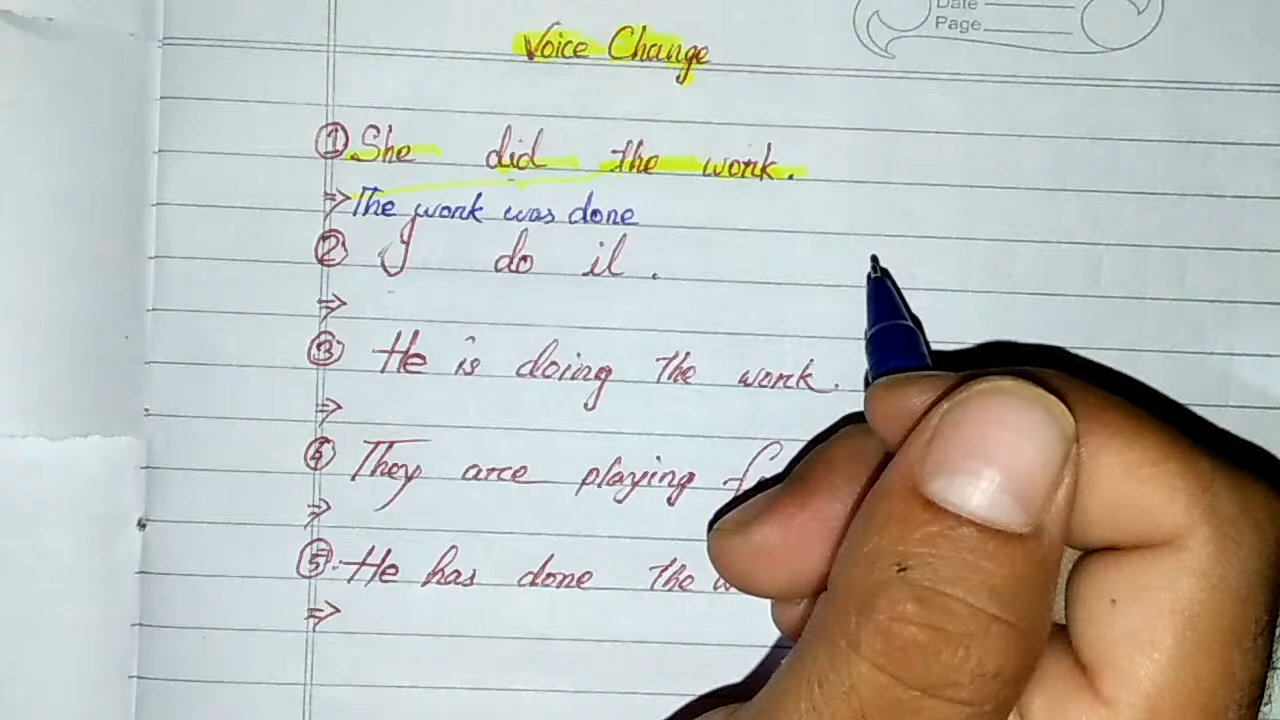 Date
Page
Voice Change
① She did the work.
⇒ The work was done
② I do it.
⇒
③ He is doing the work.
⇒
④ They are playing
⇒
⑤ He has done the
⇒